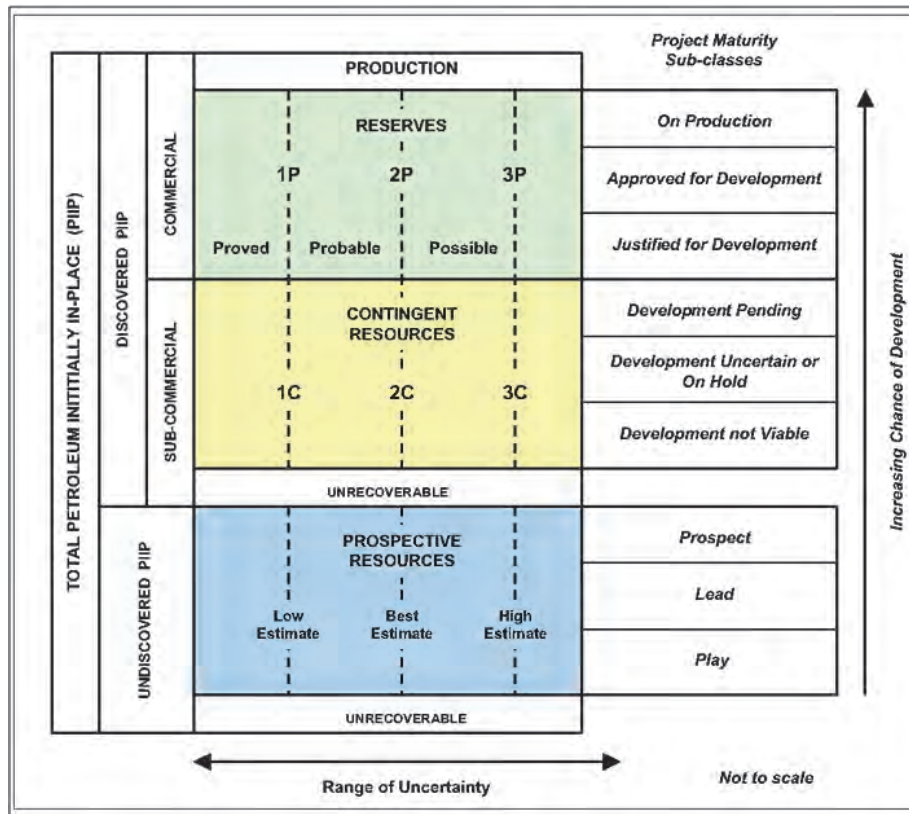 Project Maturity
Sub-classes
PRODUCTION
RESERVES
1P 2P 3P
Proved Probable Possible
CONTINGENT
RESOURCES
1C 2C 3C
UNRECOVERABLE
PROSPECTIVE
RESOURCES
Low
Estimate
Best
Estimate
High
Estimate
UNRECOVERABLE
TOTAL PETROLEUM INITIALLY IN-PLACE (PIIP)
DISCOVERED PIIP
UNDISCOVERED PIIP
COMMERCIAL
SUB-COMMERCIAL
On Production
Approved for Development
Justified for Development
Development Pending
Development Uncertain or
On Hold
Development not Viable
Prospect
Lead
Play
Increasing Chance of Development
Range of Uncertainty
Not to scale